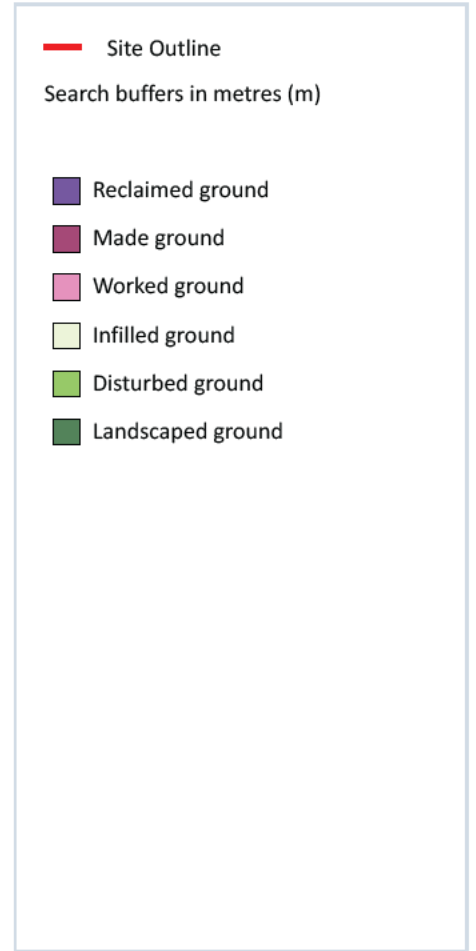 Site Outline
Search buffers in metres (m)
Reclaimed ground
Made ground
Worked ground
Infilled ground
Disturbed ground
Landscaped ground